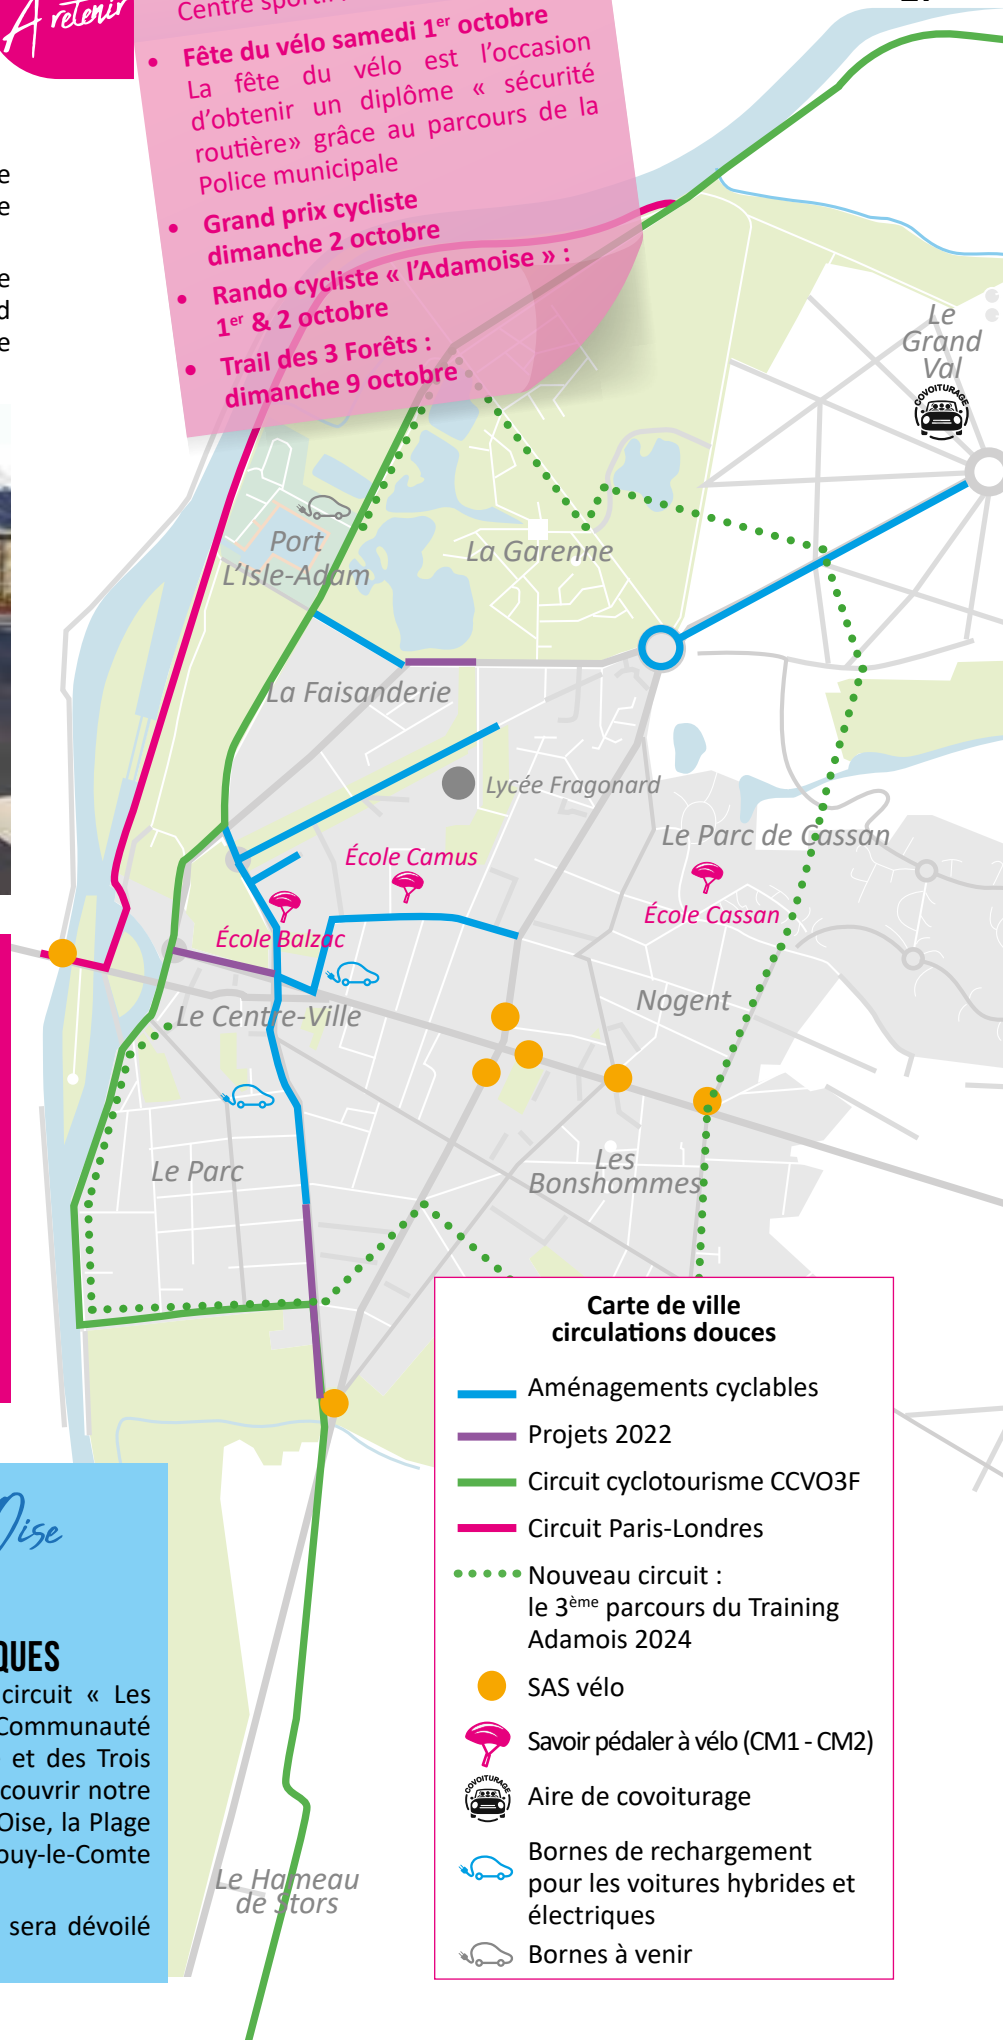 A retenir
Centre sportif
• Fête du vélo samedi 1er octobre
La fête du vélo est l'occasion
d'obtenir un diplôme « sécurité
routière» grâce au parcours de la
Police municipale
• Grand prix cycliste
dimanche 2 octobre
• Rando cycliste « l'Adamoise » :
1er & 2 octobre
• Trail des 3 Forêts :
dimanche 9 octobre
e
e
e
d
e
Le
Grand
Val
COVOITURAGE
Port
L'Isle-Adam
La Garenne
La Faisanderie
Lycée Fragonard
Le Parc de Cassan
École Camus
École Cassan
École Balzac
Nogent
Le Centre-Ville
Le Parc
Les
Bonshommes
Le Hameau
de Stors
Carte de ville
circulations douces
Aménagements cyclables
Projets 2022
Circuit cyclotourisme CCVO3F
Circuit Paris-Londres
Nouveau circuit :
le 3ème parcours du Training
Adamois 2024
SAS vélo
Savoir pédaler à vélo (CM1 - CM2)
COVOITURAGE
Aire de covoiturage
Bornes de rechargement
pour les voitures hybrides et
électriques
Bornes à venir
Oise
QUES
circuit « Les
Communauté
et des Trois
couvrir notre
Oise, la Plage
ouy-le-Comte
sera dévoilé